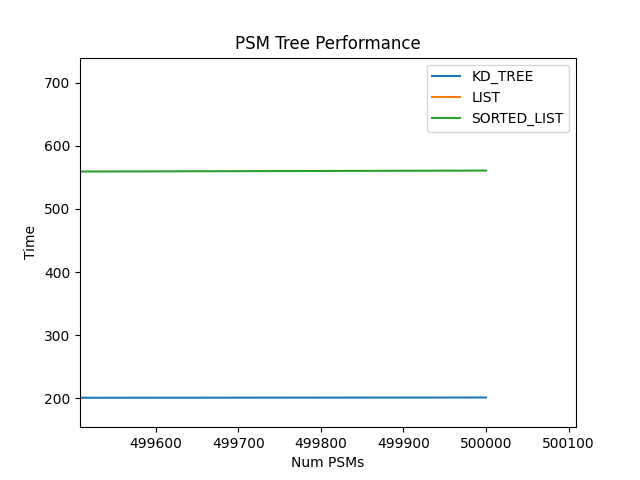 PSM Tree Performance
KD_TREE
LIST
SORTED_LIST
Time
700
600
500
400
300
200
499600 499700 499800 499900 500000 500100
Num PSMs